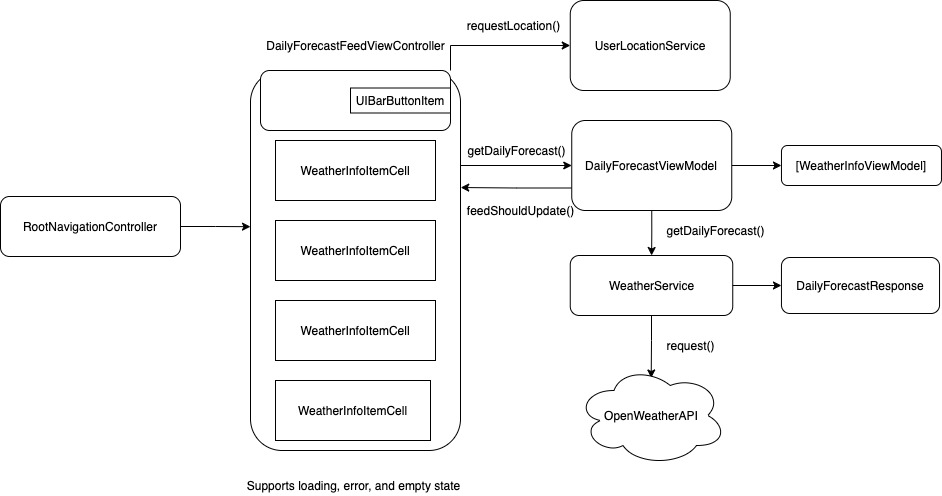 requestLocation()
DailyForecastFeedViewController
UserLocationService
UIBarButtonItem
getDailyForecast()
WeatherInfoItemCell
DailyForecastViewModel
[WeatherInfoViewModel]
feedShouldUpdate()
RootNavigationController
getDailyForecast()
WeatherInfoItemCell
WeatherService
DailyForecastResponse
WeatherInfoItemCell
request()
WeatherInfoItemCell
OpenWeatherAPI
Supports loading, error, and empty state